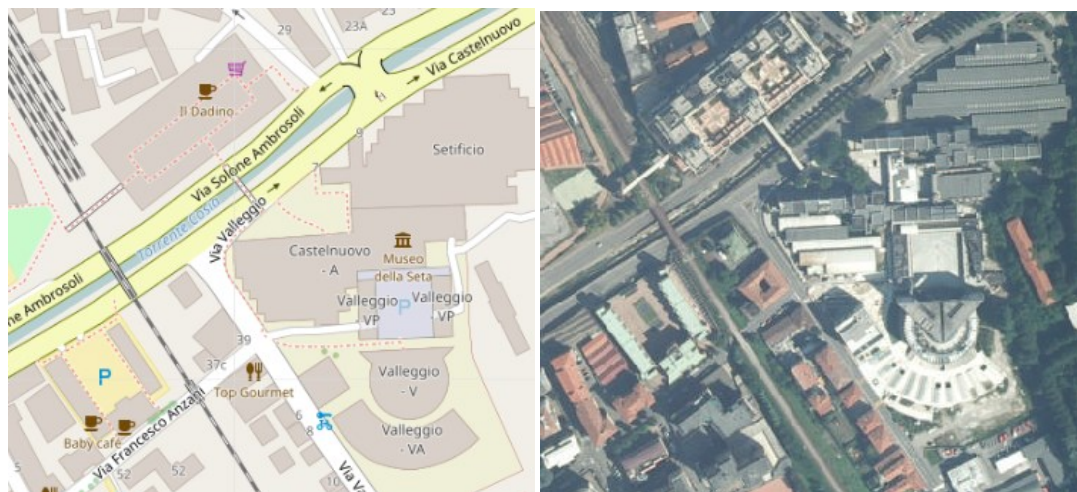 23
23A
29
Via Castelnuovo
Il Dadino
Via Solone Ambrosoli
9
Setificio
7
Torrente Cosia
Via Valleggio
Castelnuovo
- A
Museo
della Seta
Valleggio
- VP
P
Valleggio
- VP
ne Ambrosoli
39
37c
P
Top Gourmet
Valleggio
- V
6
8
Baby café
Via Francesco Anzani
Valleggio
- VA
5
52
52
10
Via Va